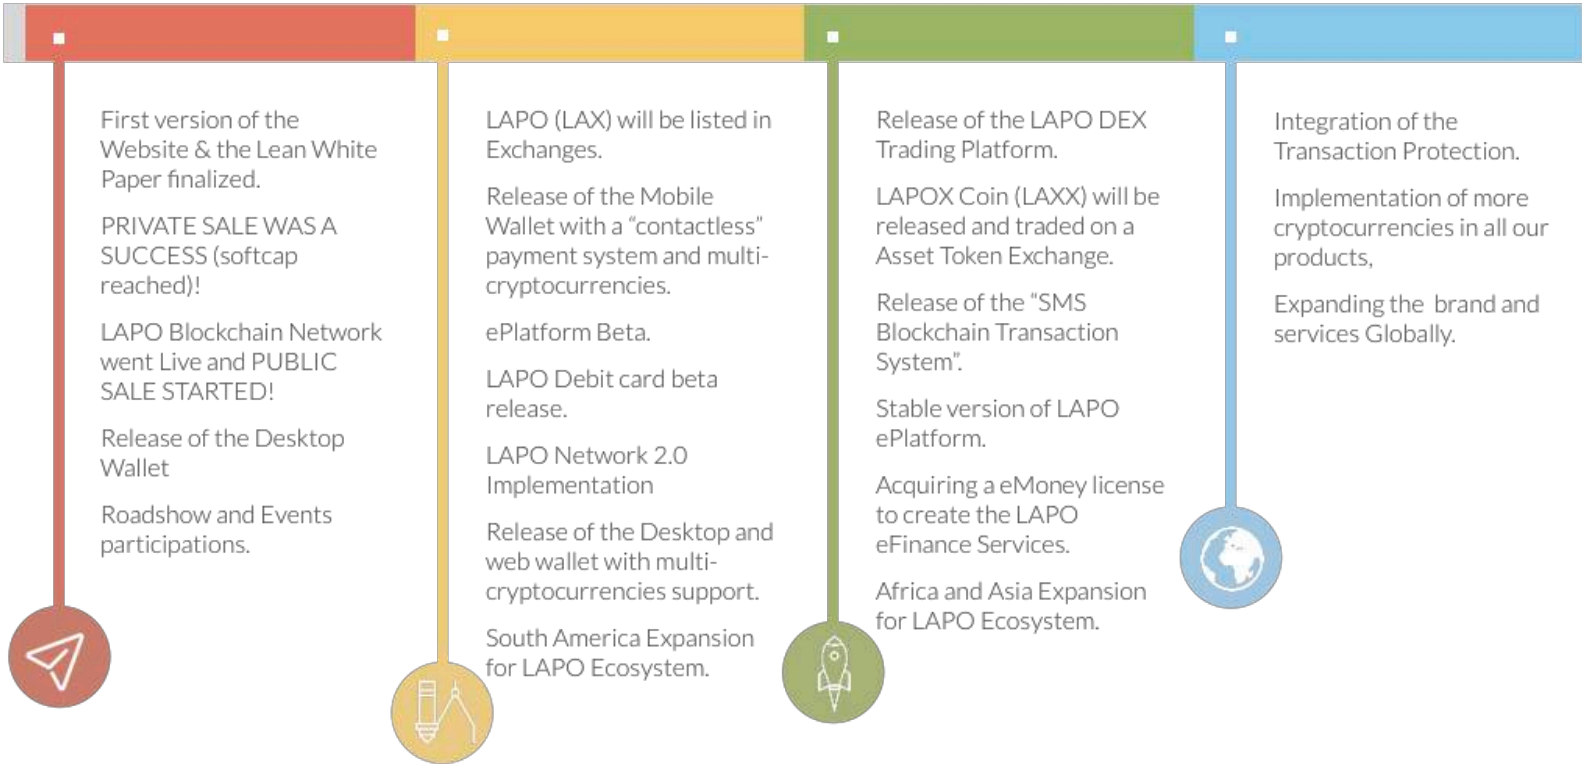 First version of the
Website & the Lean White
Paper finalized.
PRIVATE SALE WAS A
SUCCESS (softcap
reached)!
LAPO Blockchain Network
went Live and PUBLIC
SALE STARTED!
Release of the Desktop
Wallet
Roadshow and Events
participations.
LAPO (LAX) will be listed in
Exchanges.
Release of the Mobile
Wallet with a “contactless”
payment system and multi-
cryptocurrencies.
ePlatform Beta.
LAPO Debit card beta
release.
LAPO Network 2.0
Implementation
Release of the Desktop and
web wallet with multi-
cryptocurrencies support.
South America Expansion
for LAPO Ecosystem.
Release of the LAPO DEX
Trading Platform.
LAPOX Coin (LAXX) will be
released and traded on a
Asset Token Exchange.
Release of the “SMS
Blockchain Transaction
System”.
Stable version of LAPO
ePlatform.
Acquiring a eMoney license
to create the LAPO
eFinance Services.
Africa and Asia Expansion
for LAPO Ecosystem.
Integration of the
Transaction Protection.
Implementation of more
cryptocurrencies in all our
products,
Expanding the brand and
services Globally.